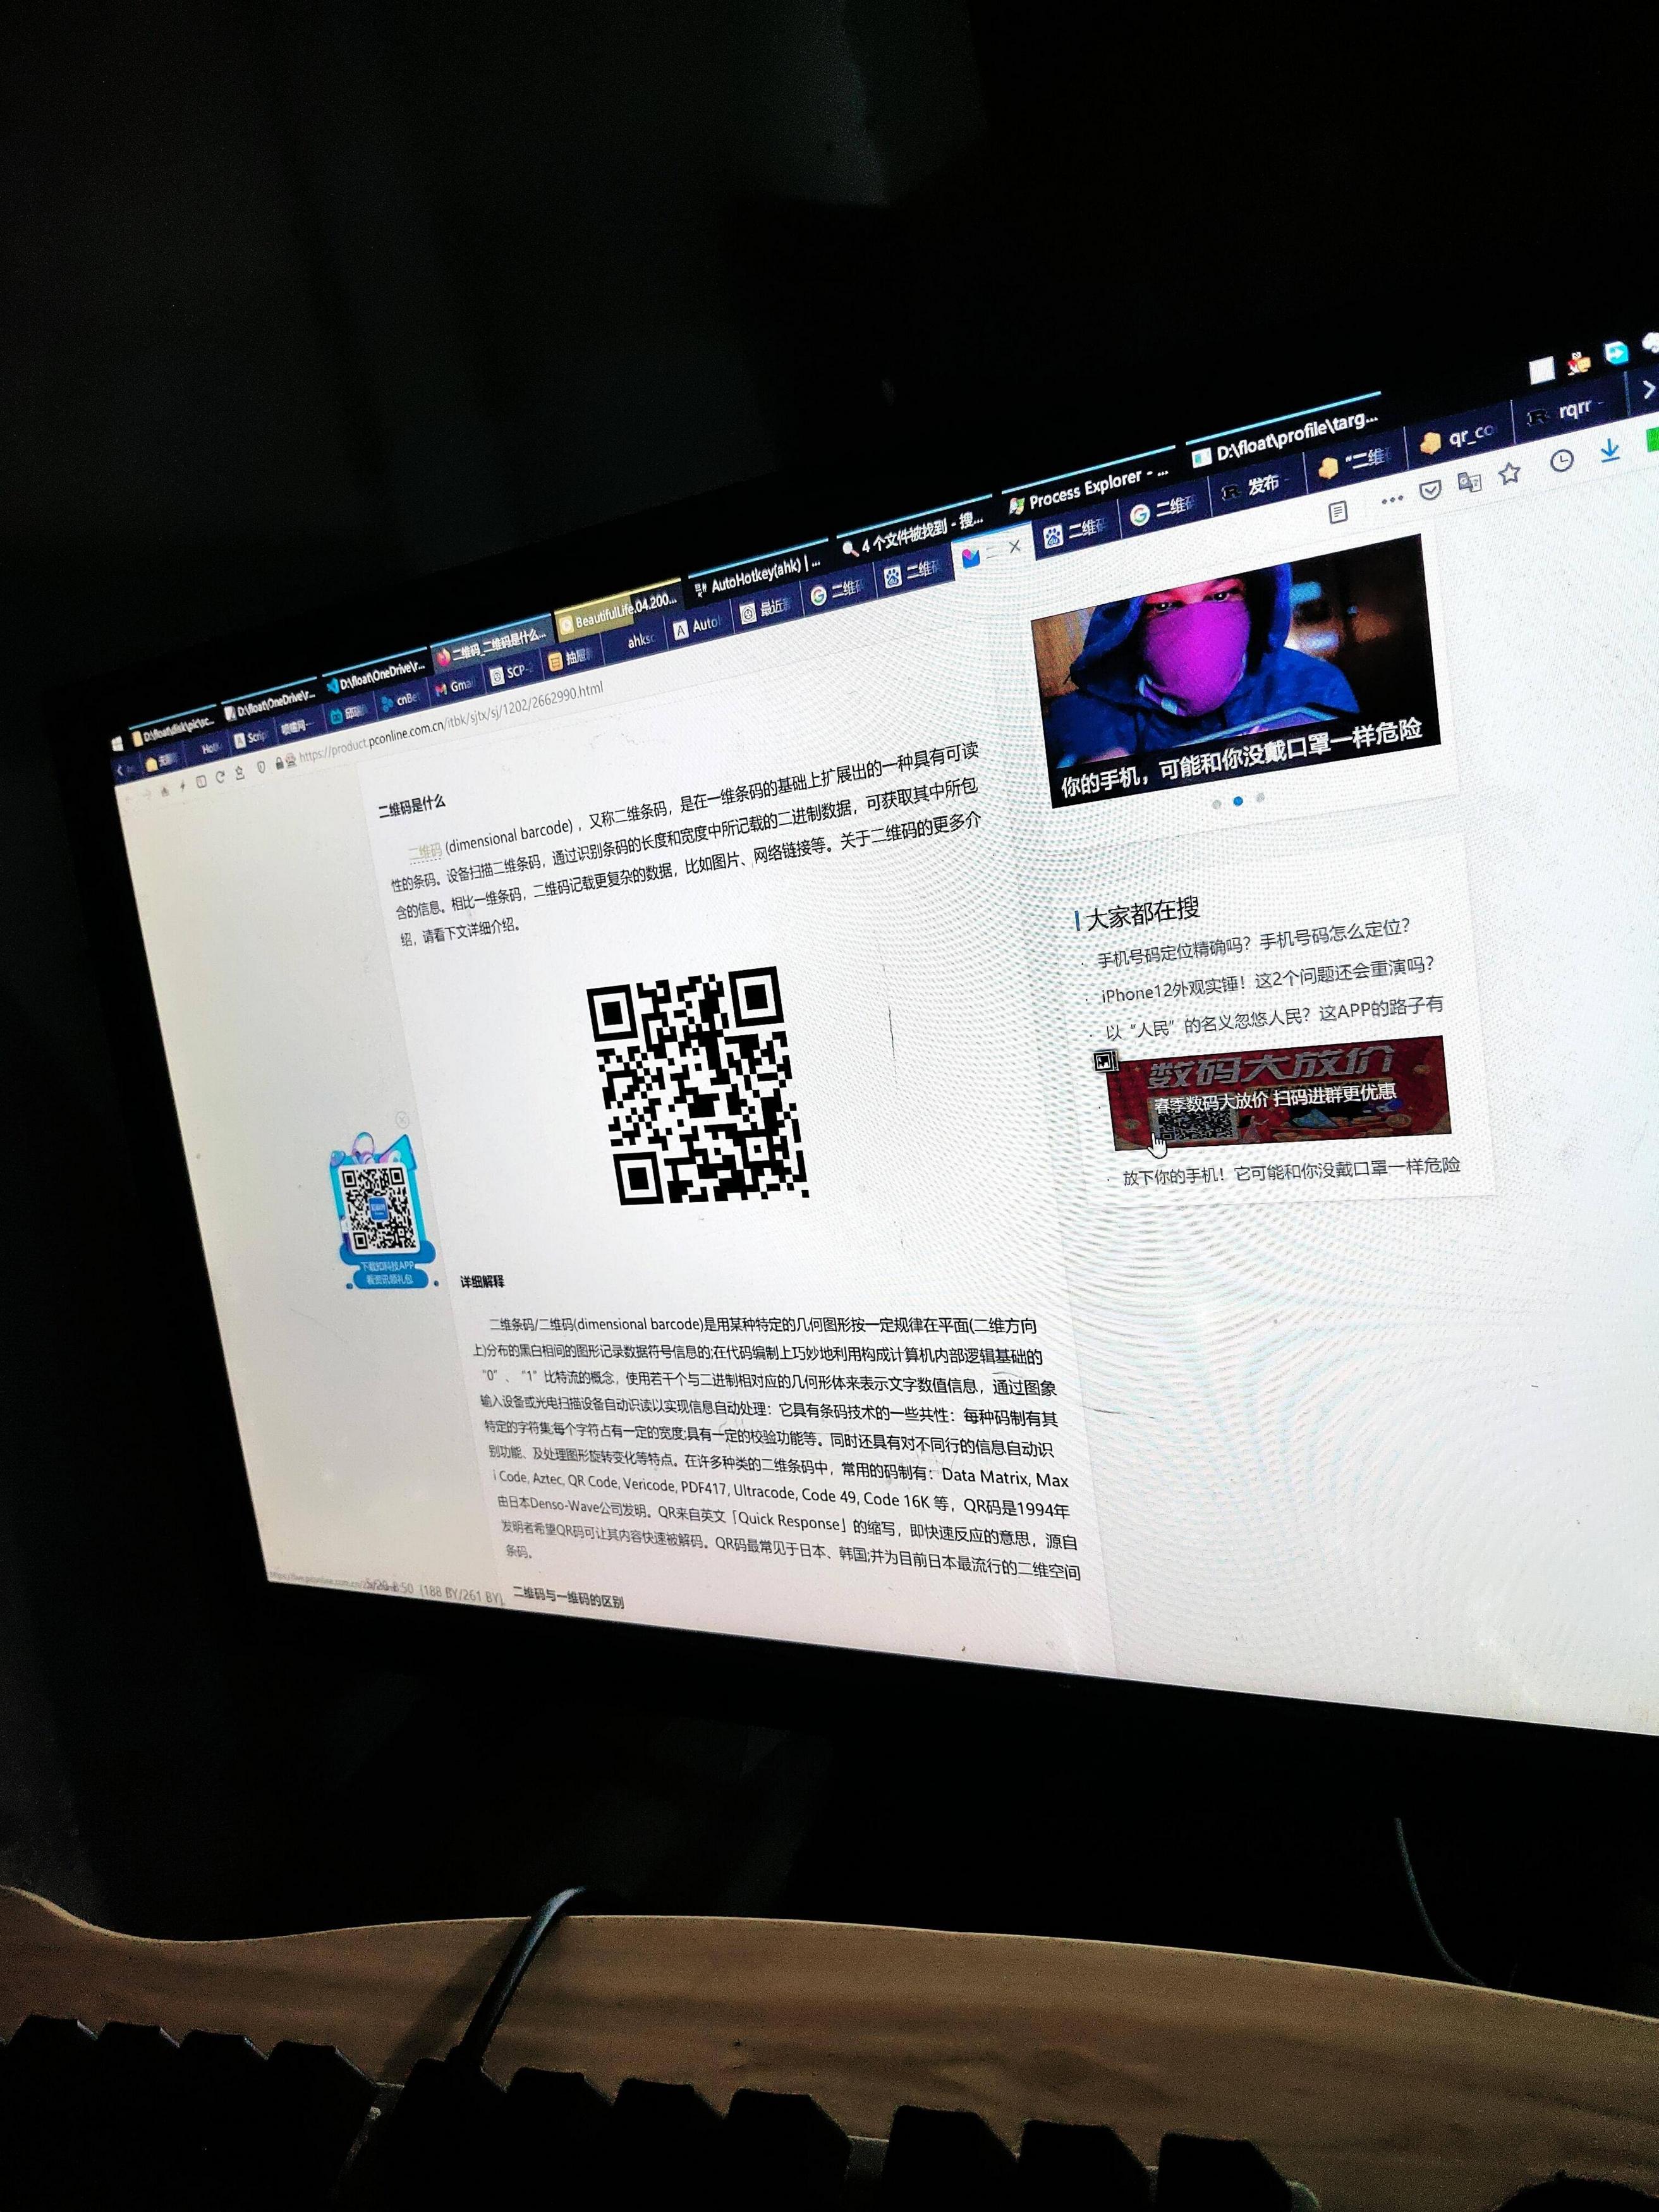 D:\float\disk\pic\sc...
D:\float\OneDrive\r...
D:\float\OneDrive\r...
二维码_二维码是什么...
BeautifulLife.04.200...
AutoHotkey(ahk) | ...
4 个文件被找到 - 搜...
Process Explorer - ...
D:\float\profile\targ...
Scrip
cnBe
Gmai
SCP-
抽屉
ahksc
Auto
最近
二维码
二维码
二维码
二维码
发布 -
“二维
qr_co
rqrr -
https://product.pconline.com.cn/itbk/sjtx/sj/1202/2662990.html
二维码是什么
二维码 (dimensional barcode) ，又称二维条码，是在一维条码的基础上扩展出的一种具有可读
性的条码。设备扫描二维条码，通过识别条码的长度和宽度中所记载的二进制数据，可获取其中所包
含的信息。相比一维条码，二维码记载更复杂的数据，比如图片、网络链接等。关于二维码的更多介
绍，请看下文详细介绍。
下载知科技APP
看资讯领礼包
详细解释
二维条码/二维码(dimensional barcode)是用某种特定的几何图形按一定规律在平面(二维方向
上)分布的黑白相间的图形记录数据符号信息的;在代码编制上巧妙地利用构成计算机内部逻辑基础的
“0”、“1”比特流的概念，使用若干个与二进制相对应的几何形体来表示文字数值信息，通过图象
输入设备或光电扫描设备自动识读以实现信息自动处理：它具有条码技术的一些共性：每种码制有其
特定的字符集;每个字符占有一定的宽度;具有一定的校验功能等。同时还具有对不同行的信息自动识
别功能、及处理图形旋转变化等特点。在许多种类的二维条码中，常用的码制有：Data Matrix, Max
i Code, Aztec, QR Code, Vericode, PDF417, Ultracode, Code 49, Code 16K 等，QR码是1994年
由日本Denso-Wave公司发明。QR来自英文「Quick Response」的缩写，即快速反应的意思，源自
发明者希望QR码可让其内容快速被解码。QR码最常见于日本、韩国;并为目前日本最流行的二维空间
条码。
二维码与一维码的区别
(188 BY/261 BY)
你的手机，可能和你没戴口罩一样危险
大家都在搜
手机号码定位精确吗？手机号码怎么定位？
iPhone12外观实锤！这2个问题还会重演吗？
以“人民”的名义忽悠人民？这APP的路子有
数码大放价
春季数码大放价 扫码进群更优惠
放下你的手机！它可能和你没戴口罩一样危险